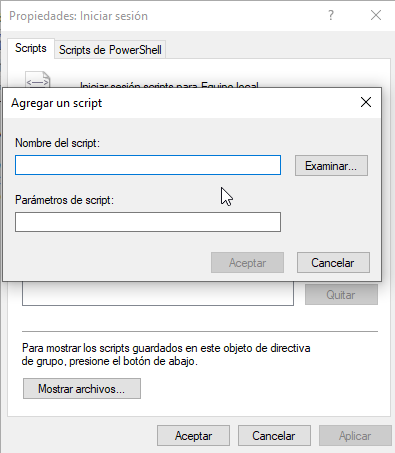 Propiedades: Iniciar sesión
Scripts
Scripts de PowerShell
Iniciar sesión scripts para Equipo local
Agregar un script
Nombre del script:
Examinar...
Parámetros de script:
Aceptar
Cancelar
Quitar
Para mostrar los scripts guardados en este objeto de directiva
de grupo, presione el botón de abajo.
Mostrar archivos...
Aceptar
Cancelar
Aplicar